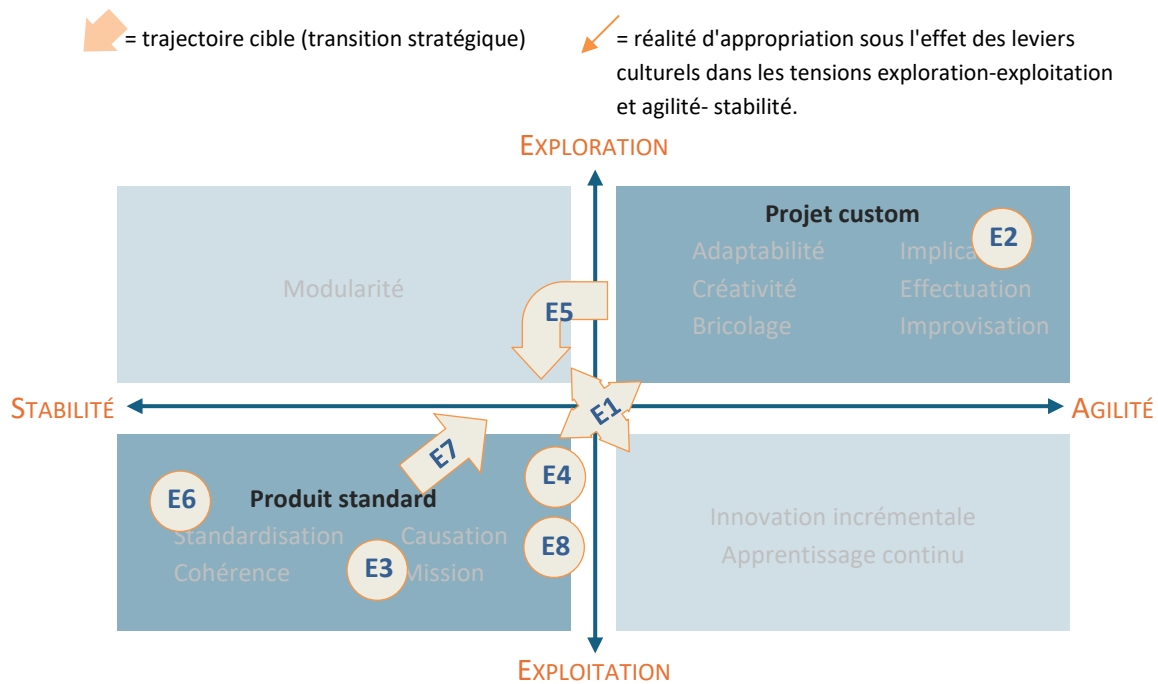 = trajectoire cible (transition stratégique)
= réalité d'appropriation sous l'effet des leviers
culturels dans les tensions exploration-exploitation
et agilité- stabilité.
EXPLORATION
Projet custom
E2
Adaptabilité
Implica
Modularité
Créativité
Effectuation
E5
Bricolage
Improvisation
STABILITÉ
E1
AGILITÉ
E7
E4
E6
Produit standard
Innovation incrémentale
Standardisation
Causation
E8
Apprentissage continu
Cohérence
E3
Mission
EXPLOITATION